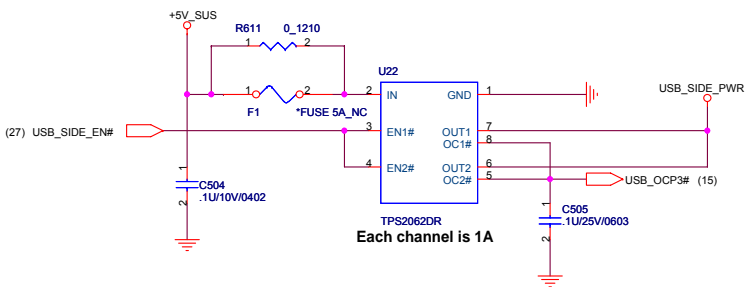 +5V_SUS
R611 0_1210
1 2
U22
1 2
F1 *FUSE 5A_NC
2 IN GND 1
USB_SIDE_PWR
(27) USB_SIDE_EN# 3 EN1# OUT1 7
OC1# 8
4 EN2# OUT2 6
OC2# 5 USB_OCP3# (15)
1
C504
.1U/10V/0402
2
TPS2062DR
Each channel is 1A
1
C505
.1U/25V/0603
2